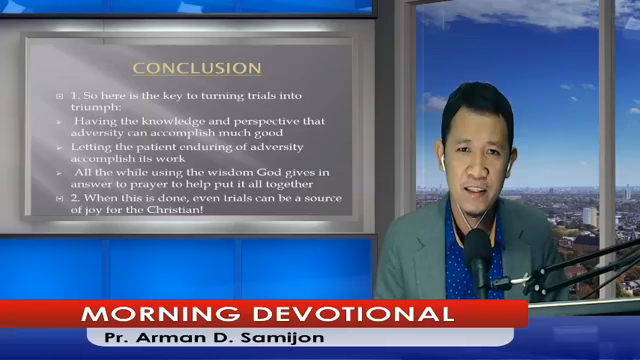 CONCLUSION
1. So here is the key to turning trials into
triumph:
Having the knowledge and perspective that
adversity can accomplish much good
Letting the patient enduring of adversity
accomplish its work
All the while using the wisdom God gives in
answer to prayer to help put it all together
2. When this is done, even trials can be a source
of joy for the Christian!
MORNING DEVOTIONAL
Pr. Arman D. Samijon